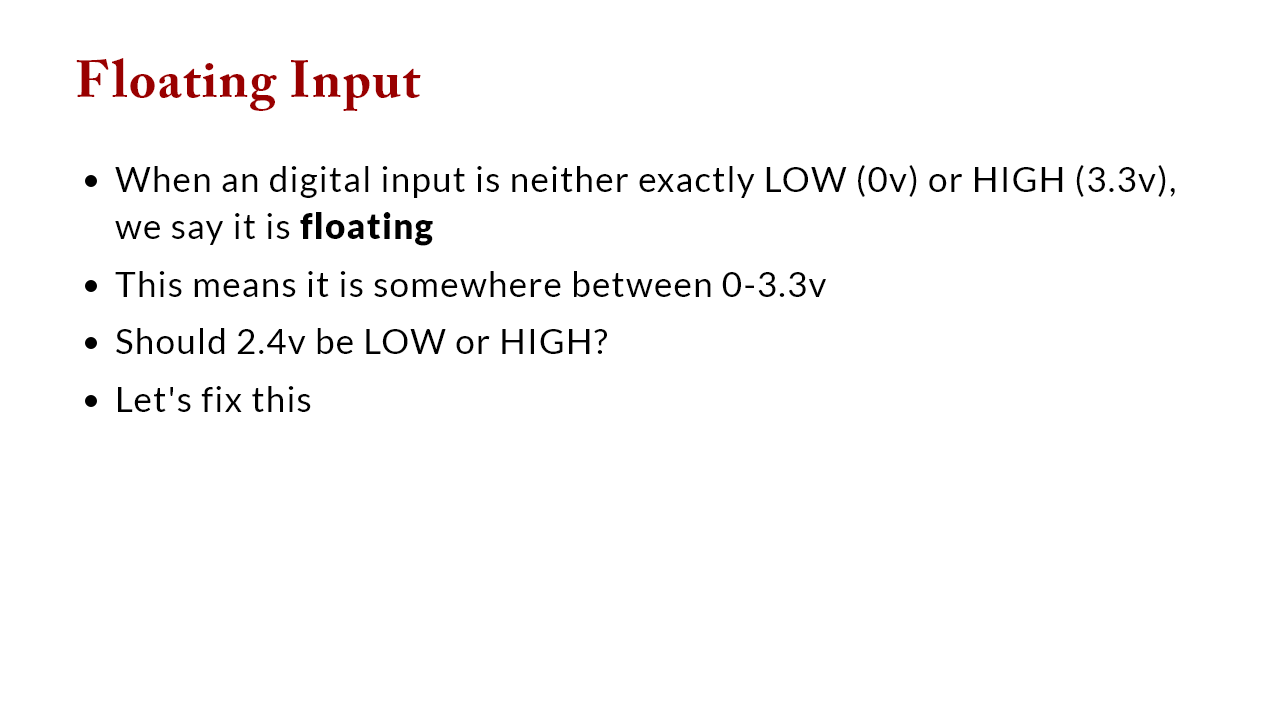 Floating Input
• When an digital input is neither exactly LOW (0v) or HIGH (3.3v),
we say it is floating
• This means it is somewhere between 0-3.3v
• Should 2.4v be LOW or HIGH?
• Let's fix this